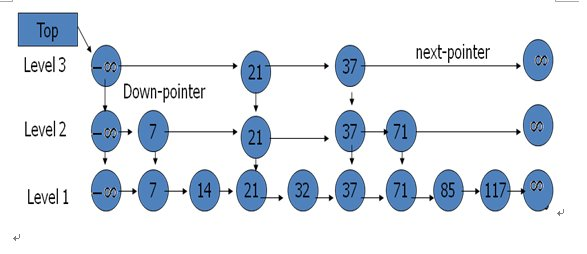 Top
Level 3 −∞ 21 37 next-pointer ∞
Down-pointer
Level 2 −∞ 7 21 37 71 ∞
Level 1 −∞ 7 14 21 32 37 71 85 117 ∞